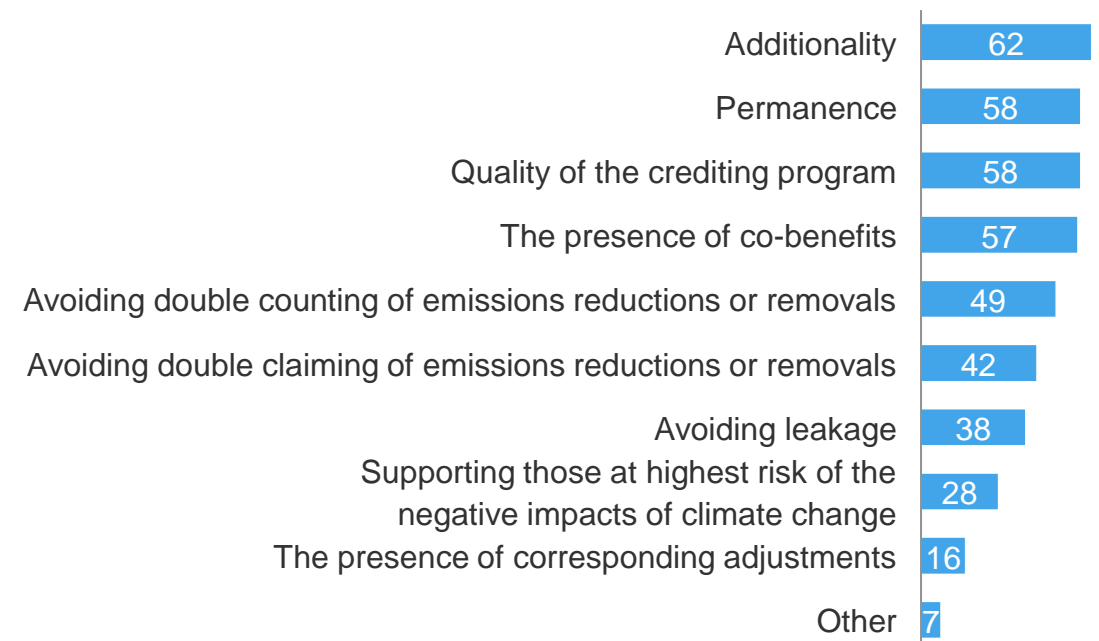 Additionality 62
Permanence 58
Quality of the crediting program 58
The presence of co-benefits 57
Avoiding double counting of emissions reductions or removals 49
Avoiding double claiming of emissions reductions or removals 42
Avoiding leakage 38
Supporting those at highest risk of the
negative impacts of climate change 28
The presence of corresponding adjustments 16
Other 7